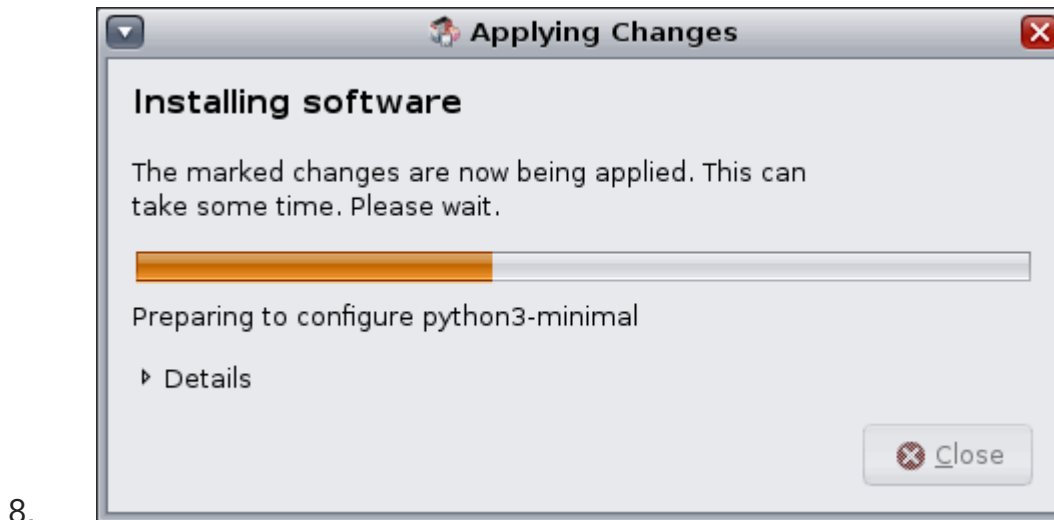 Applying Changes
Installing software
The marked changes are now being applied. This can
take some time. Please wait.
Preparing to configure python3-minimal
Details
Close
8.